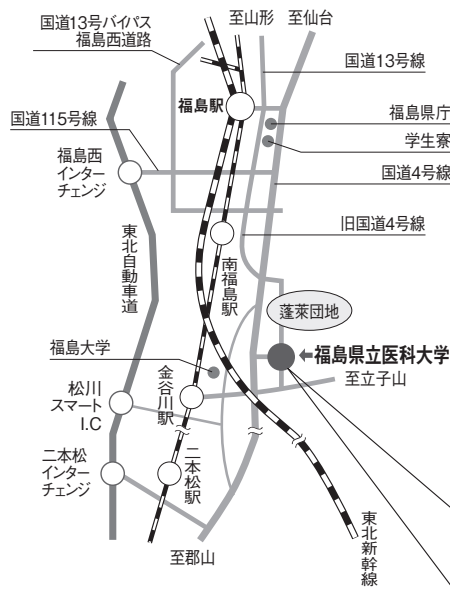 国道13号バイパス
福島西道路
至山形
至仙台
国道13号線
福島駅
福島県庁
国道115号線
学生寮
福島西
インター
チェンジ
国道4号線
旧国道4号線
東北自動車道
南福島駅
蓬萊団地
福島大学
福島県立医科大学
至立子山
金谷川駅
松川
スマート
I.C
二本松
インター
チェンジ
二本松駅
東北新幹線
至郡山